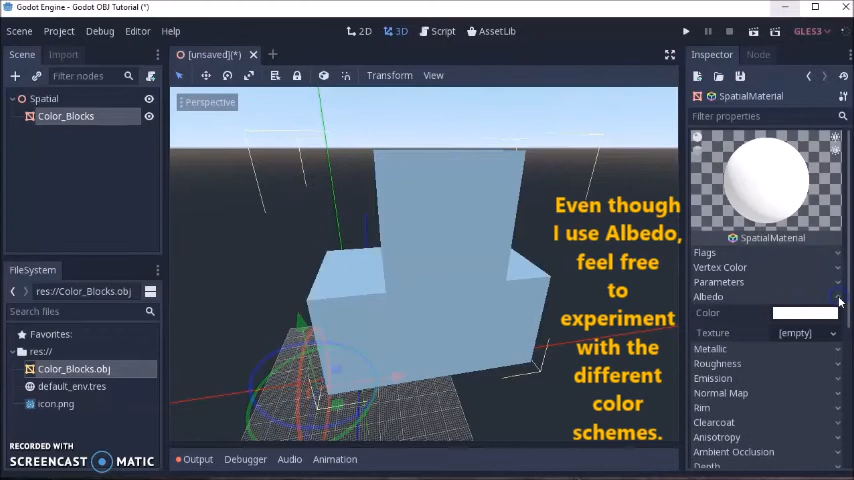 Godot Engine - Godot OBJ Tutorial (*)
Scene Project Debug Editor Help 2D 3D Script AssetLib GLES3
Scene Import [unsaved](*) Inspector Node
Filter nodes Transform View
Spatial SpatialMaterial
Color_Blocks Perspective Filter properties
Even though
I use Albedo,
feel free
to
experiment
with the
different
color
schemes.
SpatialMaterial
Flags
Vertex Color
Parameters
Albedo
Color
Texture [empty]
Metallic
Roughness
Emission
Normal Map
Rim
Clearcoat
Anisotropy
Ambient Occlusion
Depth
FileSystem
res://Color_Blocks.obj
Search files
Favorites:
res://
Color_Blocks.obj
default_env.tres
icon.png
RECORDED WITH
SCREENCAST MATIC
Output Debugger Audio Animation